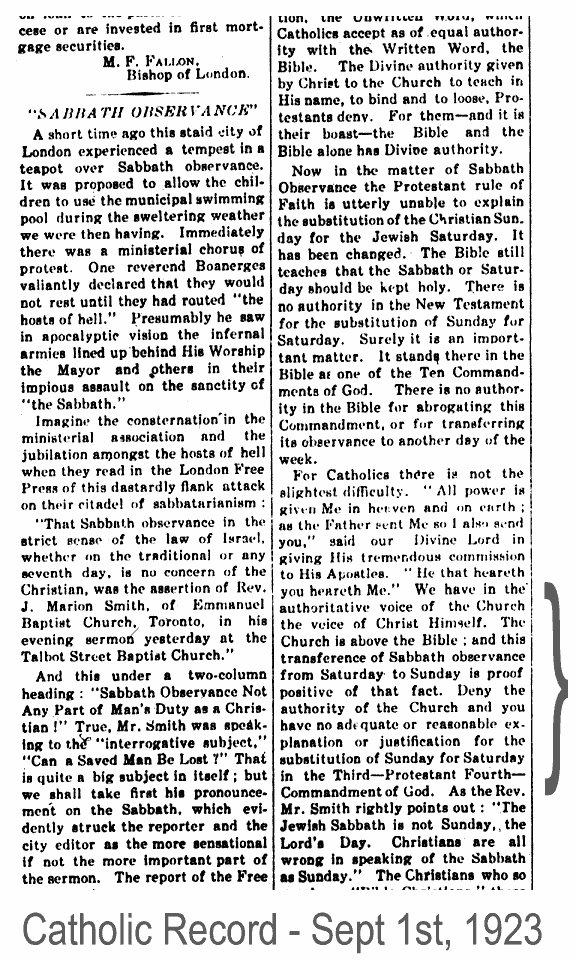 cese or are invested in first mort-
gage securities.
M. F. FALLON,
Bishop of London.
"SABBATH OBSERVANCE"
A short time ago this staid city of
London experienced a tempest in a
teapot over Sabbath observance.
It was proposed to allow the chil-
dren to use the municipal swimming
pool during the sweltering weather
we were then having. Immediately
there was a ministerial chorus of
protest. One reverend Boanerges
valiantly declared that they would
not rest until they had routed "the
hosts of hell." Presumably he saw
in apocalyptic vision the infernal
armies lined up behind His Worship
the Mayor and others in their
impious assault on the sanctity of
"the Sabbath."
Imagine the consternation in the
ministerial association and the
jubilation amongst the hosts of hell
when they read in the London Free
Press of this dastardly flank attack
on their citadel of sabbatarianism :
"That Sabbath observance in the
strict sense of the law of Israel,
whether on the traditional or any
seventh day, is no concern of the
Christian, was the assertion of Rev.
J. Marion Smith, of Emmanuel
Baptist Church, Toronto, in his
evening sermon yesterday at the
Talbot Street Baptist Church."
And this under a two-column
heading : "Sabbath Observance Not
Any Part of Man's Duty as a Chris-
tian !" True, Mr. Smith was speak-
ing to the "interrogative subject,"
"Can a Saved Man Be Lost ?" That
is quite a big subject in itself ; but
we shall take first his pronounce-
ment on the Sabbath, which evi-
dently struck the reporter and the
city editor as the more sensational
if not the more important part of
the sermon. The report of the Free
tion, the Unwritten Word, which
Catholics accept as of equal author-
ity with the Written Word, the
Bible. The Divine authority given
by Christ to the Church to teach in
His name, to bind and to loose, Pro-
testants deny. For them—and it is
their boast—the Bible and the
Bible alone has Divine authority.
Now in the matter of Sabbath
Observance the Protestant rule of
Faith is utterly unable to explain
the substitution of the Christian Sun.
day for the Jewish Saturday. It
has been changed. The Bible still
teaches that the Sabbath or Satur-
day should be kept holy. There is
no authority in the New Testament
for the substitution of Sunday for
Saturday. Surely it is an import-
tant matter. It stands there in the
Bible as one of the Ten Command-
ments of God. There is no author-
ity in the Bible for abrogating this
Commandment, or for transferring
its observance to another day of the
week.
For Catholics there is not the
slightest difficulty. "All power is
given Me in heaven and on earth ;
as the Father sent Me so I also send
you," said our Divine Lord in
giving His tremendous commission
to His Apostles. "He that heareth
you heareth Me." We have in the
authoritative voice of the Church
the voice of Christ Himself. The
Church is above the Bible ; and this
transference of Sabbath observance
from Saturday to Sunday is proof
positive of that fact. Deny the
authority of the Church and you
have no adequate or reasonable ex-
planation or justification for the
substitution of Sunday for Saturday
in the Third—Protestant Fourth—
Commandment of God. As the Rev.
Mr. Smith rightly points out : "The
Jewish Sabbath is not Sunday, the
Lord's Day. Christians are all
wrong in speaking of the Sabbath
as Sunday." The Christians who so
Catholic Record - Sept 1st, 1923